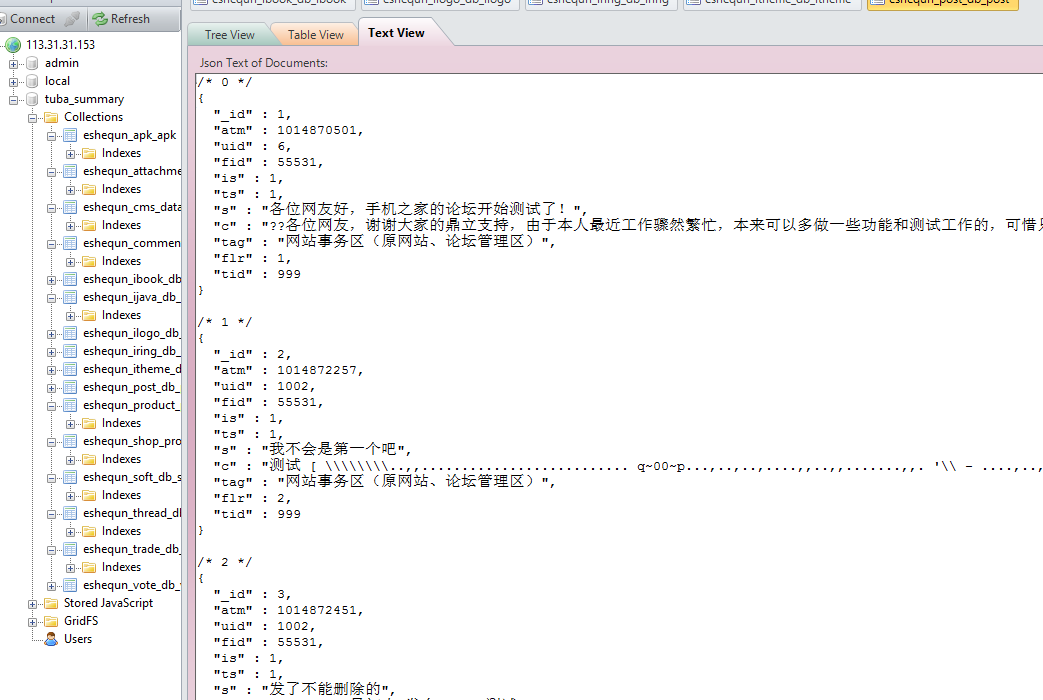 Connect
Refresh
113.31.31.153
admin
local
tuba_summary
Collections
eshequn_apk_apk
Indexes
eshequn_attachme
Indexes
eshequn_cms_data
Indexes
eshequn_commen
Indexes
eshequn_ibook_db
eshequn_ijava_db_
Indexes
eshequn_ilogo_db
eshequn_iring_db_
eshequn_itheme_d
eshequn_post_db_
eshequn_product_
Indexes
eshequn_shop_pro
Indexes
eshequn_soft_db_s
Indexes
eshequn_thread_d
Indexes
eshequn_trade_db_
Indexes
eshequn_vote_db_
Stored JavaScript
GridFS
Users
eshequn_ibook_db_ibook
eshequn_ilogo_db_ilogo
eshequn_iring_db_iring
eshequn_itheme_db_itheme
eshequn_post_db_post
Tree View
Table View
Text View
Json Text of Documents:
/* 0 */
{
"_id" : 1,
"atm" : 1014870501,
"uid" : 6,
"fid" : 55531,
"is" : 1,
"ts" : 1,
"s" : "各位网友好，手机之家的论坛开始测试了！",
"c" : "??各位网友，谢谢大家的鼎立支持，由于本人最近工作骤然繁忙，本来可以多做一些功能和测试工作的，可惜
"tag" : "网站事务区（原网站、论坛管理区）",
"flr" : 1,
"tid" : 999
}
/* 1 */
{
"_id" : 2,
"atm" : 1014872257,
"uid" : 1002,
"fid" : 55531,
"is" : 1,
"ts" : 1,
"s" : "我不会是第一个吧",
"c" : "测试 [ \\\\\\\\..,,.......................... q~00~p...,..,..,....,,..,,.......,,. '\\ - ....,..,
"tag" : "网站事务区（原网站、论坛管理区）",
"flr" : 2,
"tid" : 999
}
/* 2 */
{
"_id" : 3,
"atm" : 1014872451,
"uid" : 1002,
"fid" : 55531,
"is" : 1,
"ts" : 1,
"s" : "发了不能删除的",